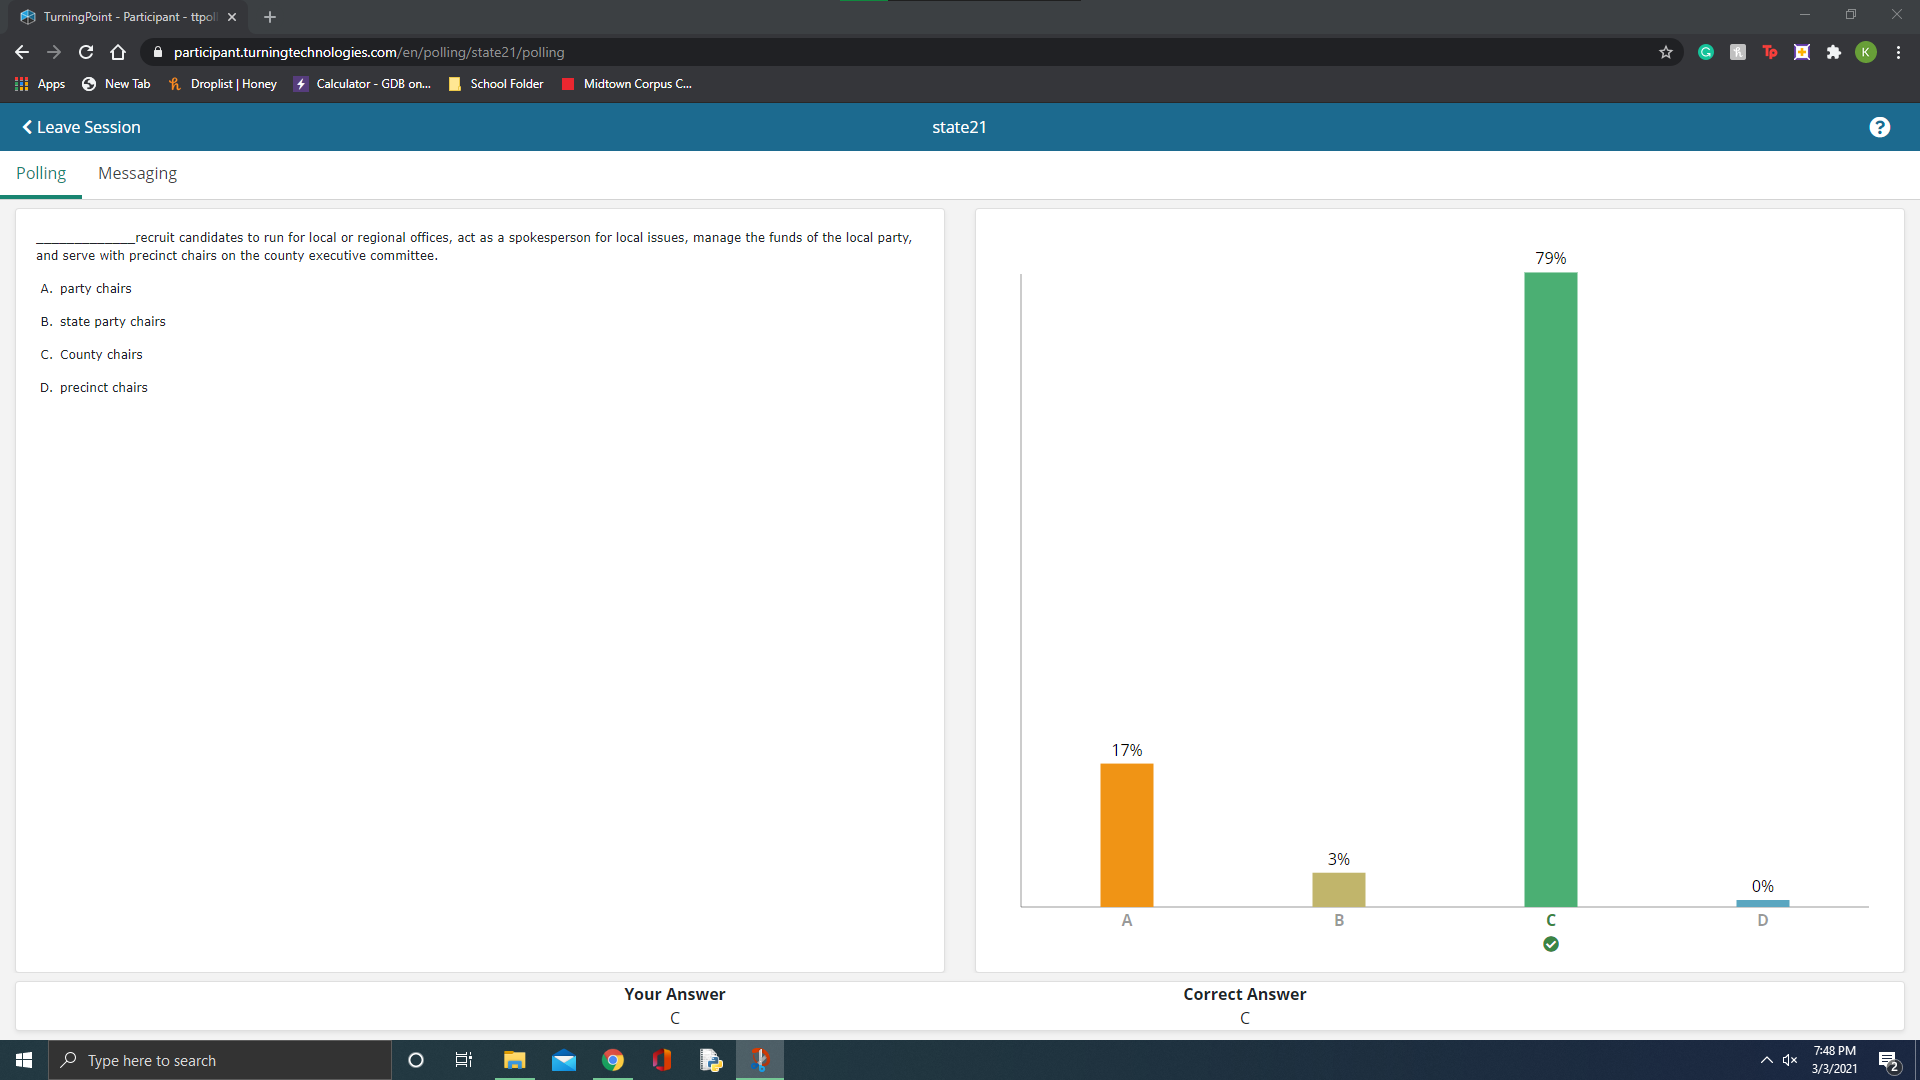 TurningPoint - Participant - ttpoll
participant.turningtechnologies.com/en/polling/state21/polling
K
Apps
New Tab
Droplist | Honey
Calculator - GDB on...
School Folder
Midtown Corpus C...
Leave Session
state21
?
Polling
Messaging
_____________recruit candidates to run for local or regional offices, act as a spokesperson for local issues, manage the funds of the local party,
and serve with precinct chairs on the county executive committee.
A. party chairs
B. state party chairs
C. County chairs
D. precinct chairs
79%
17%
3%
0%
A
B
C
D
Your Answer
C
Correct Answer
C
Type here to search
7:48 PM
3/3/2021
2